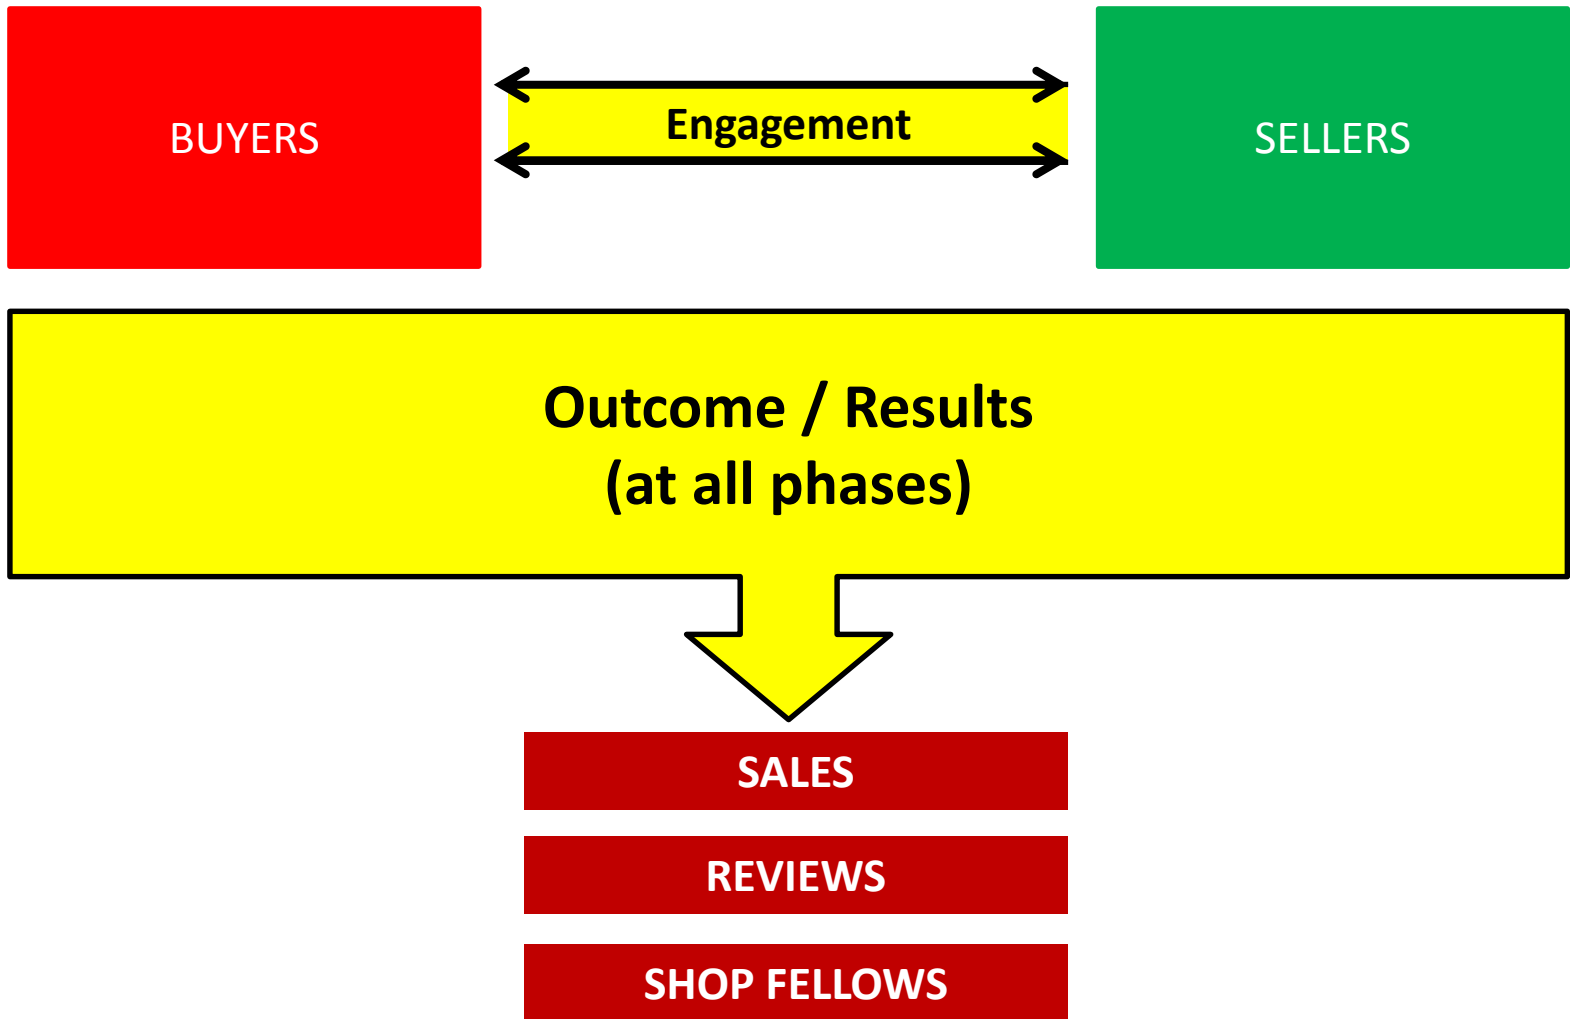 BUYERS
Engagement
SELLERS
Outcome / Results
(at all phases)
SALES
REVIEWS
SHOP FELLOWS